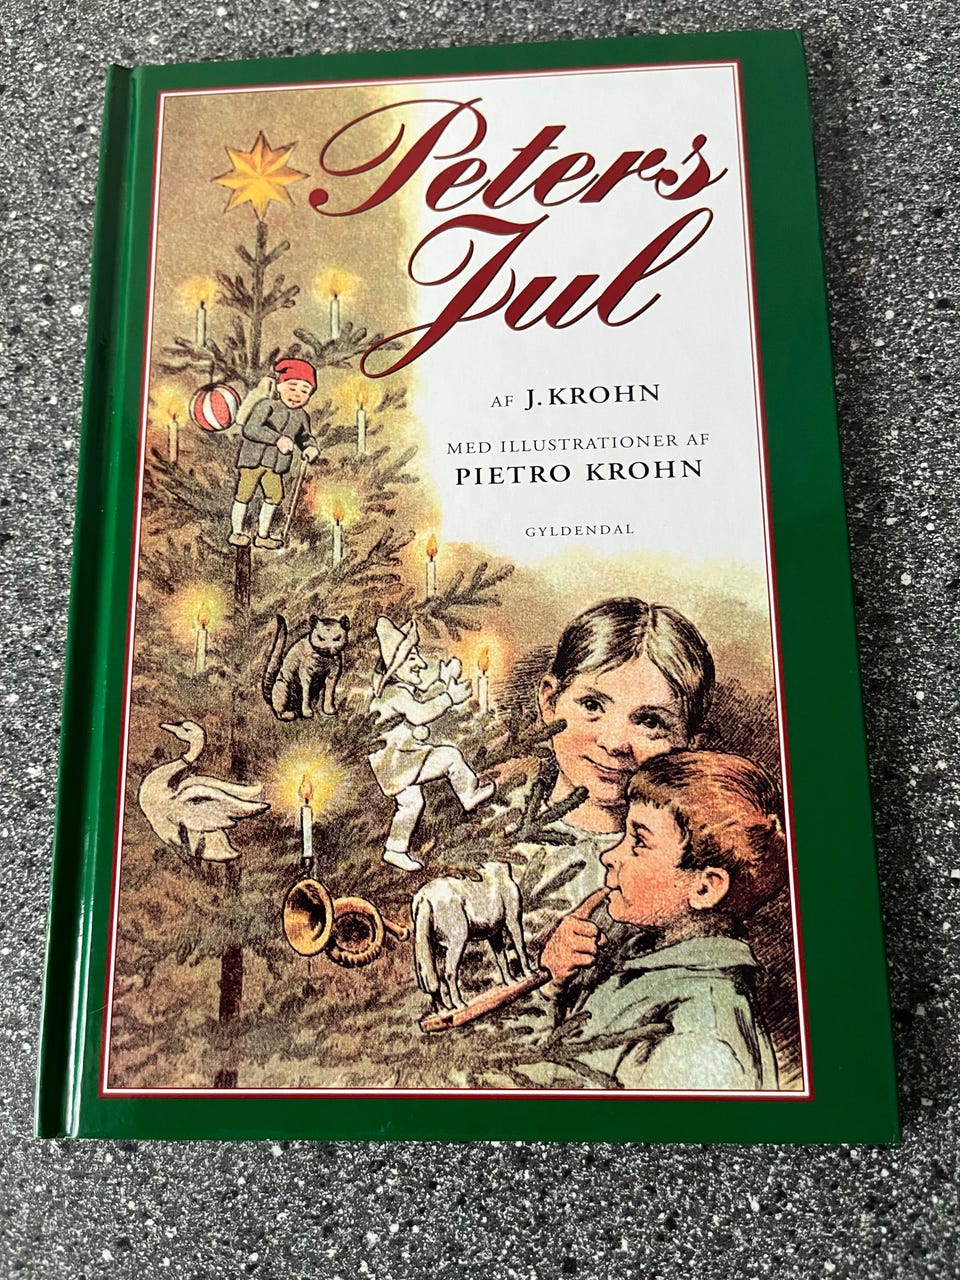 Peters
Jul
AF J. KROHN
MED ILLUSTRATIONER AF
PIETRO KROHN
GYLDENDAL